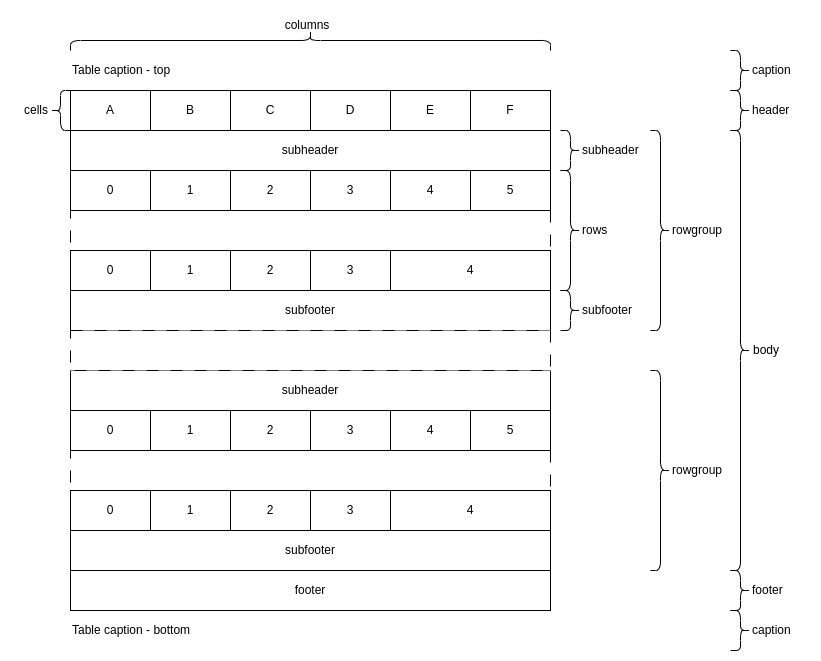 columns
Table caption - top
caption
cells
A B C D E F
header
subheader
subheader
0 1 2 3 4 5
rows
rowgroup
0 1 2 3 4
subfooter
subfooter
body
subheader
0 1 2 3 4 5
rowgroup
0 1 2 3 4
subfooter
footer
footer
Table caption - bottom
caption